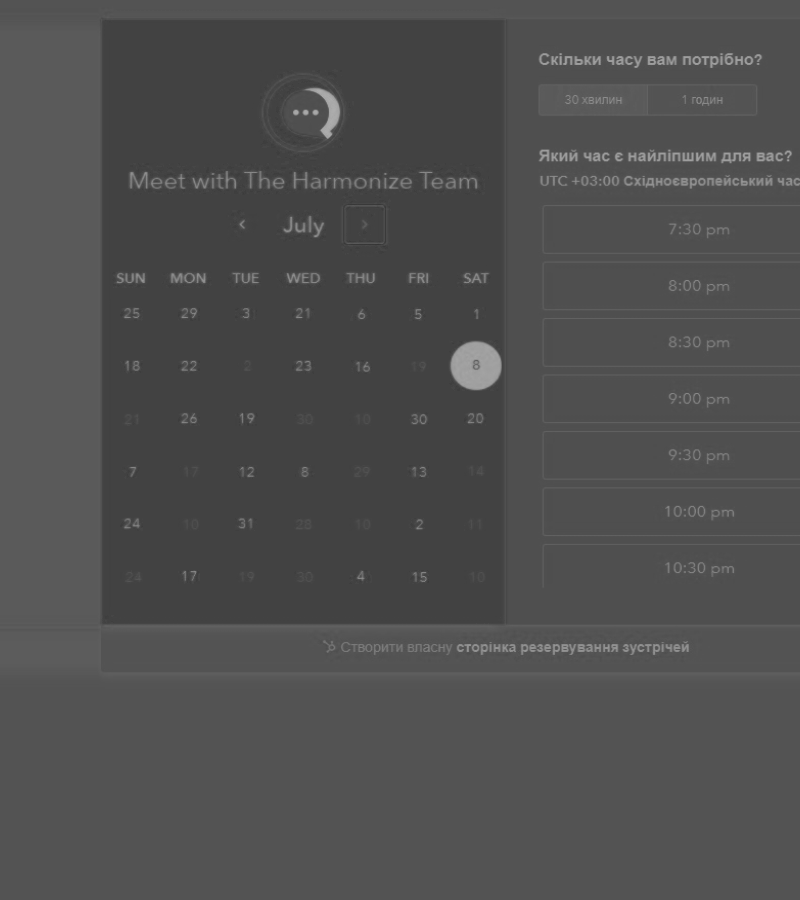 Meet with The Harmonize Team
‹ July ›
SUN MON TUE WED THU FRI SAT
25 29 3 21 6 5 1
18 22 2 23 16 19 8
21 26 19 30 10 30 20
7 17 12 8 29 13 14
24 10 31 28 10 2 11
24 17 19 30 4 15 10
Скільки часу вам потрібно?
30 хвилин 1 годин
Який час є найліпшим для вас?
UTC +03:00 Східноєвропейський час
7:30 pm
8:00 pm
8:30 pm
9:00 pm
9:30 pm
10:00 pm
10:30 pm
Створити власну сторінка резервування зустрічей